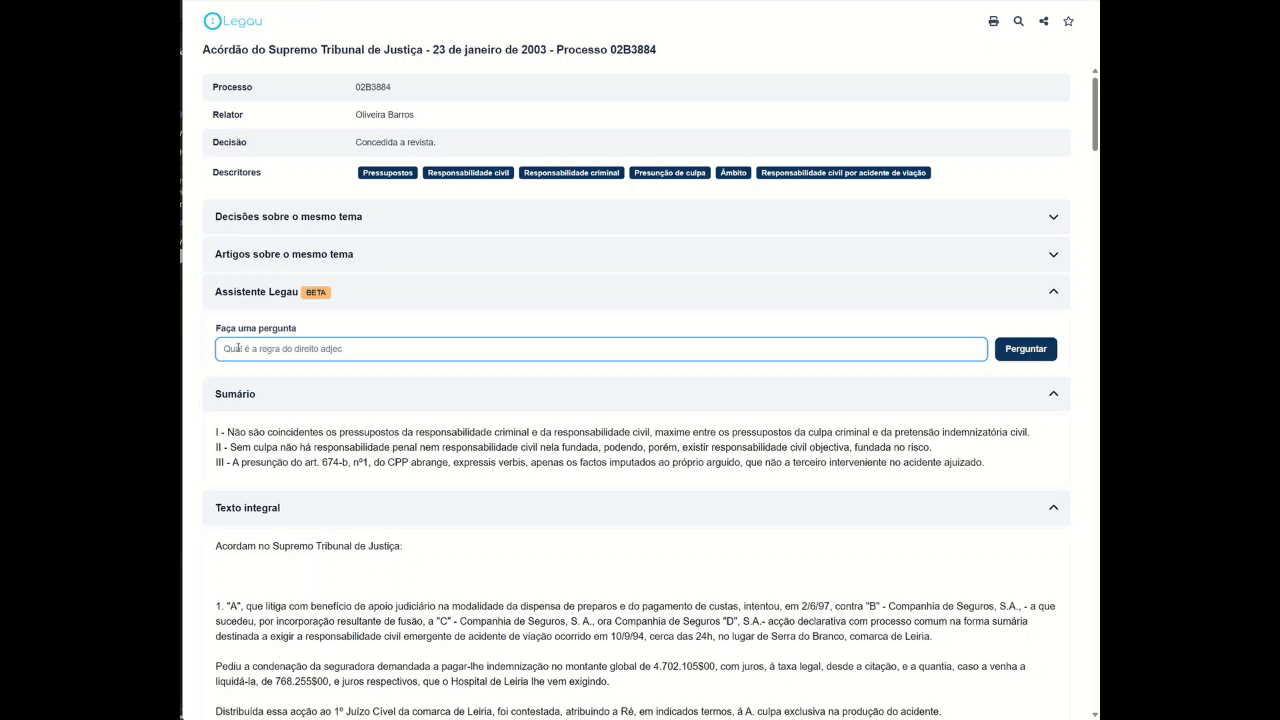 Legau
Acórdão do Supremo Tribunal de Justiça - 23 de janeiro de 2003 - Processo 02B3884
Processo 02B3884
Relator Oliveira Barros
Decisão Concedida a revista.
Descritores Pressupostos Responsabilidade civil Responsabilidade criminal Presunção de culpa Âmbito Responsabilidade civil por acidente de viação
Decisões sobre o mesmo tema
Artigos sobre o mesmo tema
Assistente Legau BETA
Faça uma pergunta
Qual é a regra do direito adjec
Perguntar
Sumário
I - Não são coincidentes os pressupostos da responsabilidade criminal e da responsabilidade civil, maxime entre os pressupostos da culpa criminal e da pretensão indemnizatória civil.
II - Sem culpa não há responsabilidade penal nem responsabilidade civil nela fundada, podendo, porém, existir responsabilidade civil objectiva, fundada no risco.
III - A presunção do art. 674-b, nº1, do CPP abrange, expressis verbis, apenas os factos imputados ao próprio arguido, que não a terceiro interveniente no acidente ajuizado.
Texto integral
Acordam no Supremo Tribunal de Justiça:
1. "A", que litiga com benefício de apoio judiciário na modalidade da dispensa de preparos e do pagamento de custas, intentou, em 2/6/97, contra "B" - Companhia de Seguros, S.A., - a que
sucedeu, por incorporação resultante de fusão, a "C" - Companhia de Seguros, S. A., ora Companhia de Seguros "D", S.A.- acção declarativa com processo comum na forma sumária
destinada a exigir a responsabilidade civil emergente de acidente de viação ocorrido em 10/9/94, cerca das 24h, no lugar de Serra do Branco, comarca de Leiria.
Pediu a condenação da seguradora demandada a pagar-lhe indemnização no montante global de 4.702.105$00, com juros, á taxa legal, desde a citação, e a quantia, caso a venha a
liquidá-la, de 768.255$00, e juros respectivos, que o Hospital de Leiria lhe vem exigindo.
Distribuída essa acção ao 1º Juízo Cível da comarca de Leiria, foi contestada, atribuindo a Ré, em indicados termos, á A. culpa exclusiva na produção do acidente.